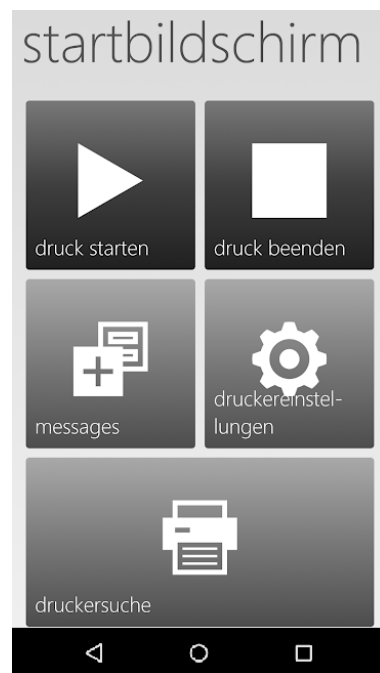 startbildschirm
druck starten
druck beenden
messages
druckereinstel-
lungen
druckersuche